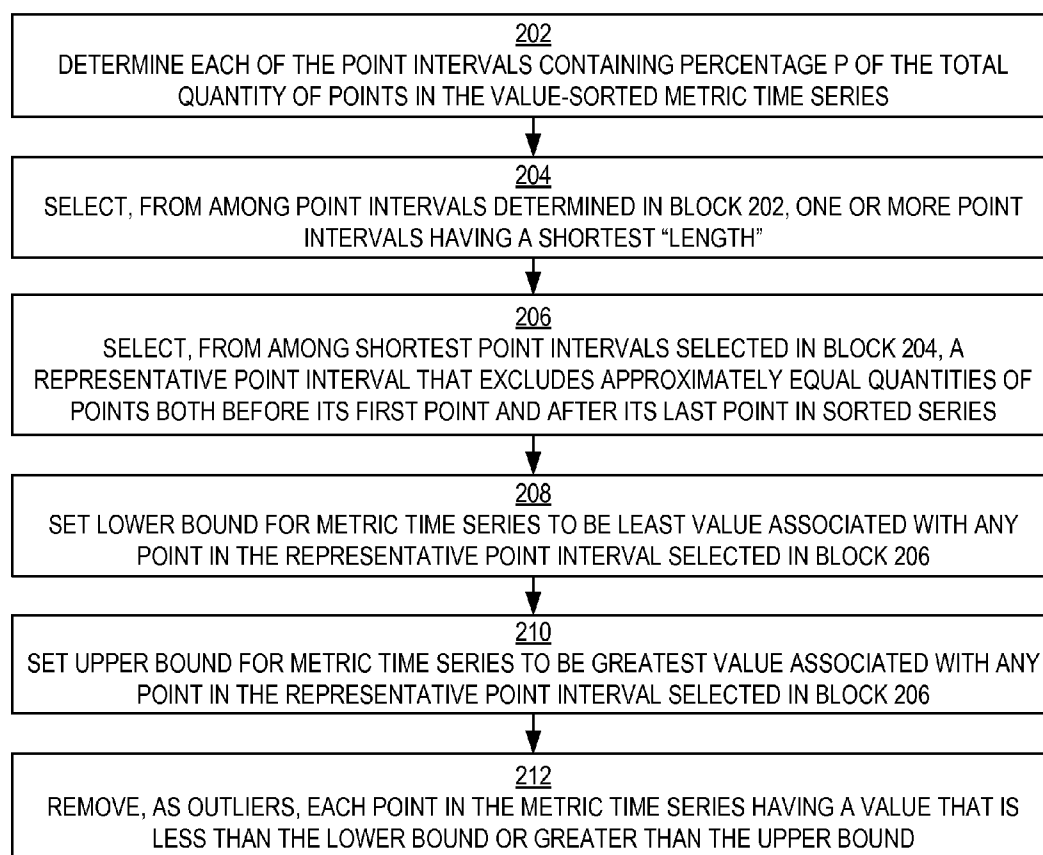 202
DETERMINE EACH OF THE POINT INTERVALS CONTAINING PERCENTAGE P OF THE TOTAL
QUANTITY OF POINTS IN THE VALUE-SORTED METRIC TIME SERIES
204
SELECT, FROM AMONG POINT INTERVALS DETERMINED IN BLOCK 202, ONE OR MORE POINT
INTERVALS HAVING A SHORTEST “LENGTH”
206
SELECT, FROM AMONG SHORTEST POINT INTERVALS SELECTED IN BLOCK 204, A
REPRESENTATIVE POINT INTERVAL THAT EXCLUDES APPROXIMATELY EQUAL QUANTITIES OF
POINTS BOTH BEFORE ITS FIRST POINT AND AFTER ITS LAST POINT IN SORTED SERIES
208
SET LOWER BOUND FOR METRIC TIME SERIES TO BE LEAST VALUE ASSOCIATED WITH ANY
POINT IN THE REPRESENTATIVE POINT INTERVAL SELECTED IN BLOCK 206
210
SET UPPER BOUND FOR METRIC TIME SERIES TO BE GREATEST VALUE ASSOCIATED WITH ANY
POINT IN THE REPRESENTATIVE POINT INTERVAL SELECTED IN BLOCK 206
212
REMOVE, AS OUTLIERS, EACH POINT IN THE METRIC TIME SERIES HAVING A VALUE THAT IS
LESS THAN THE LOWER BOUND OR GREATER THAN THE UPPER BOUND